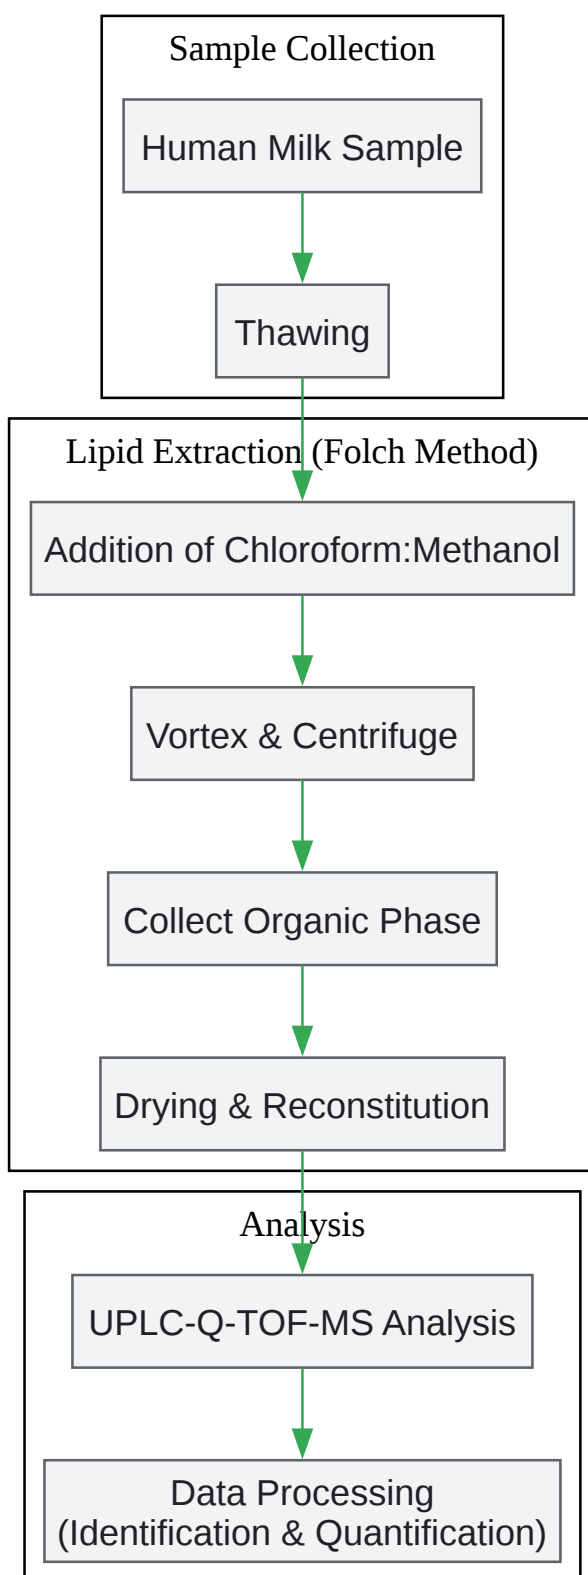 Sample Collection
Human Milk Sample
Thawing
Lipid Extraction (Folch Method)
Addition of Chloroform:Methanol
Vortex & Centrifuge
Collect Organic Phase
Drying & Reconstitution
Analysis
UPLC-Q-TOF-MS Analysis
Data Processing
(Identification & Quantification)